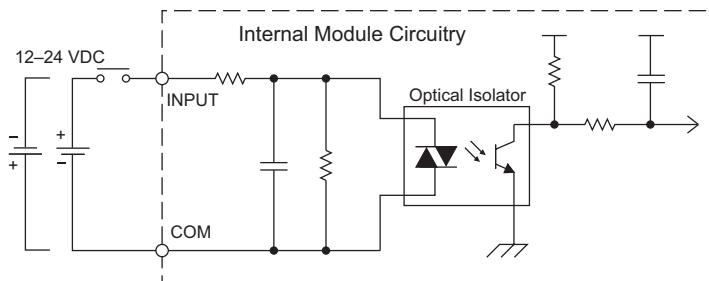 Internal Module Circuitry
12–24 VDC
INPUT
Optical Isolator
– +
+ –
COM